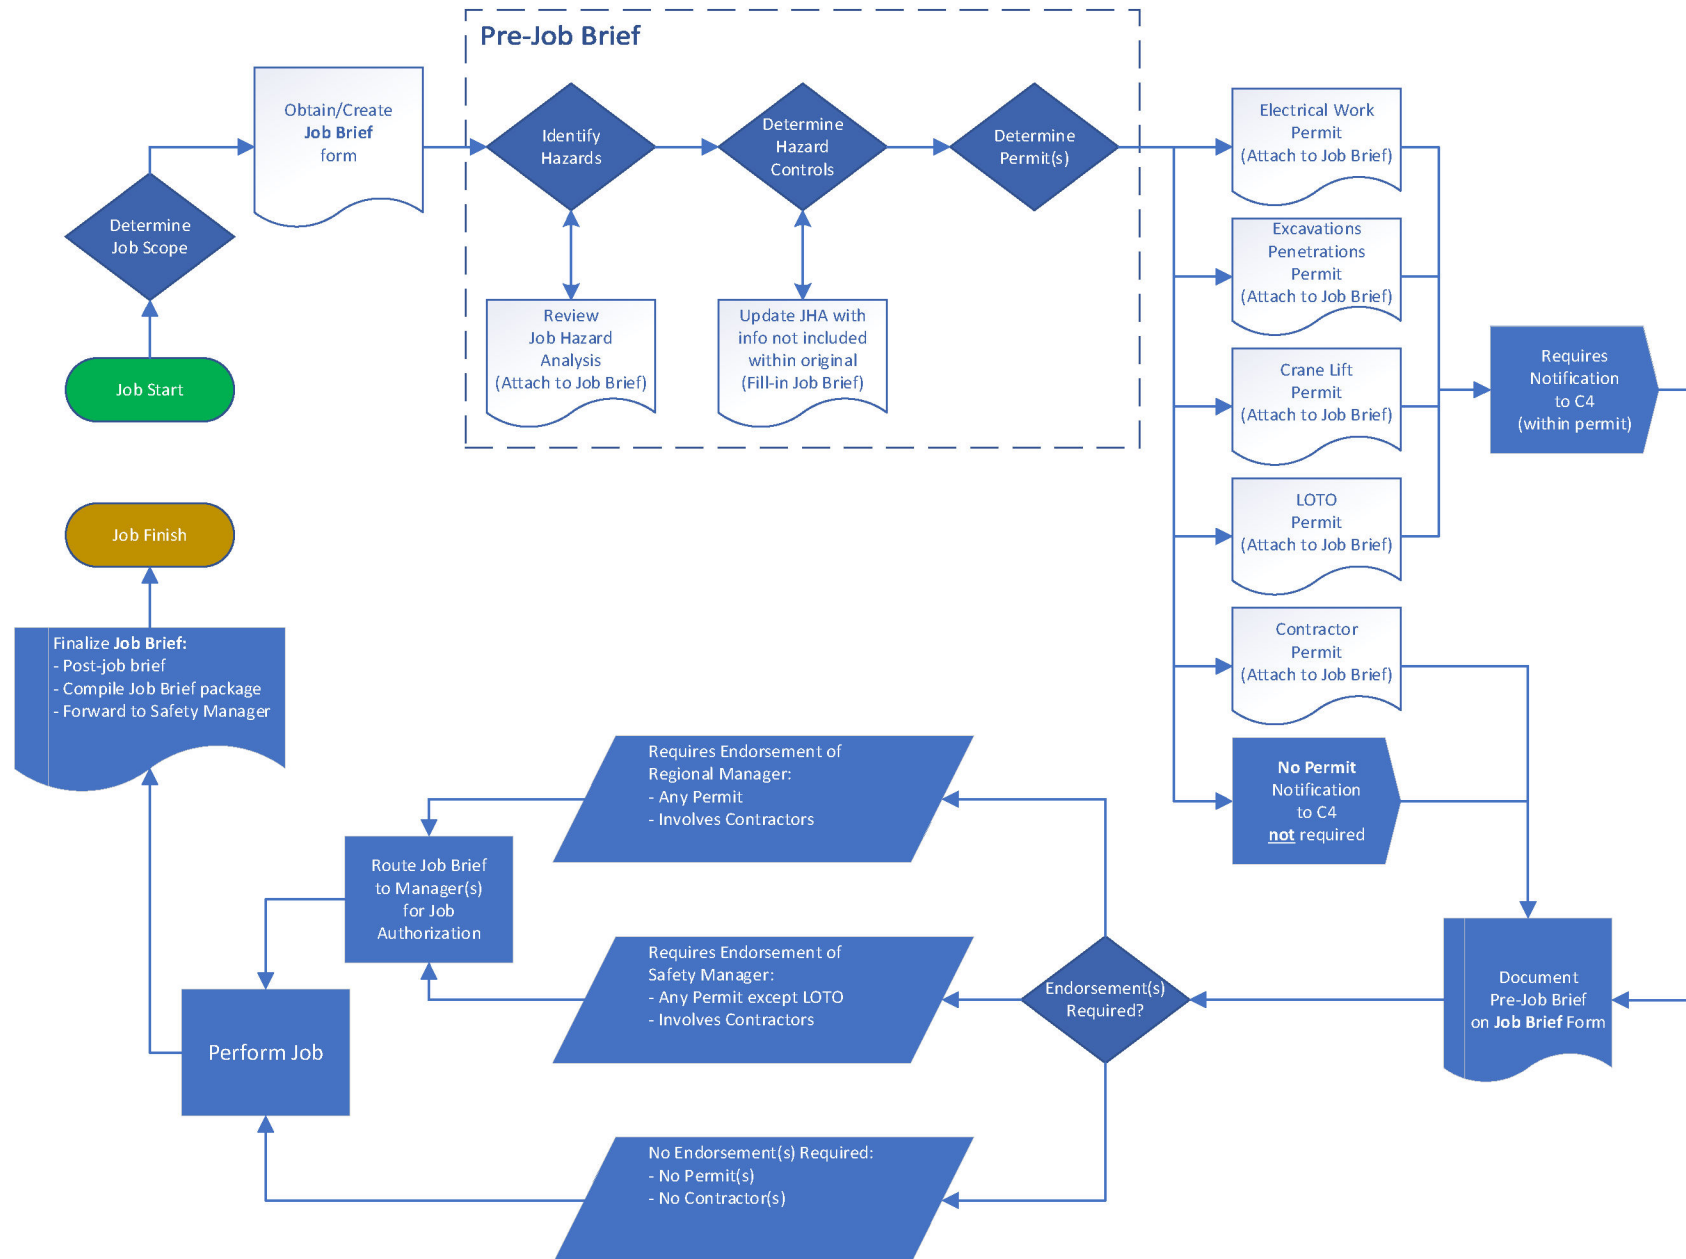 Pre-Job Brief
Obtain/Create
Job Brief
form
Identify
Hazards
Determine
Hazard
Controls
Determine
Permit(s)
Electrical Work
Permit
(Attach to Job Brief)
Determine
Job Scope
Excavations
Penetrations
Permit
(Attach to Job Brief)
Review
Job Hazard
Analysis
(Attach to Job Brief)
Update JHA with
info not included
within original
(Fill-in Job Brief)
Job Start
Crane Lift
Permit
(Attach to Job Brief)
Requires
Notification
to C4
(within permit)
LOTO
Permit
(Attach to Job Brief)
Job Finish
Contractor
Permit
(Attach to Job Brief)
Finalize Job Brief:
- Post-job brief
- Compile Job Brief package
- Forward to Safety Manager
No Permit
Notification
to C4
not required
Requires Endorsement of
Regional Manager:
- Any Permit
- Involves Contractors
Route Job Brief
to Manager(s)
for Job
Authorization
Requires Endorsement of
Safety Manager:
- Any Permit except LOTO
- Involves Contractors
Endorsement(s)
Required?
Document
Pre-Job Brief
on Job Brief Form
Perform Job
No Endorsement(s) Required:
- No Permit(s)
- No Contractor(s)